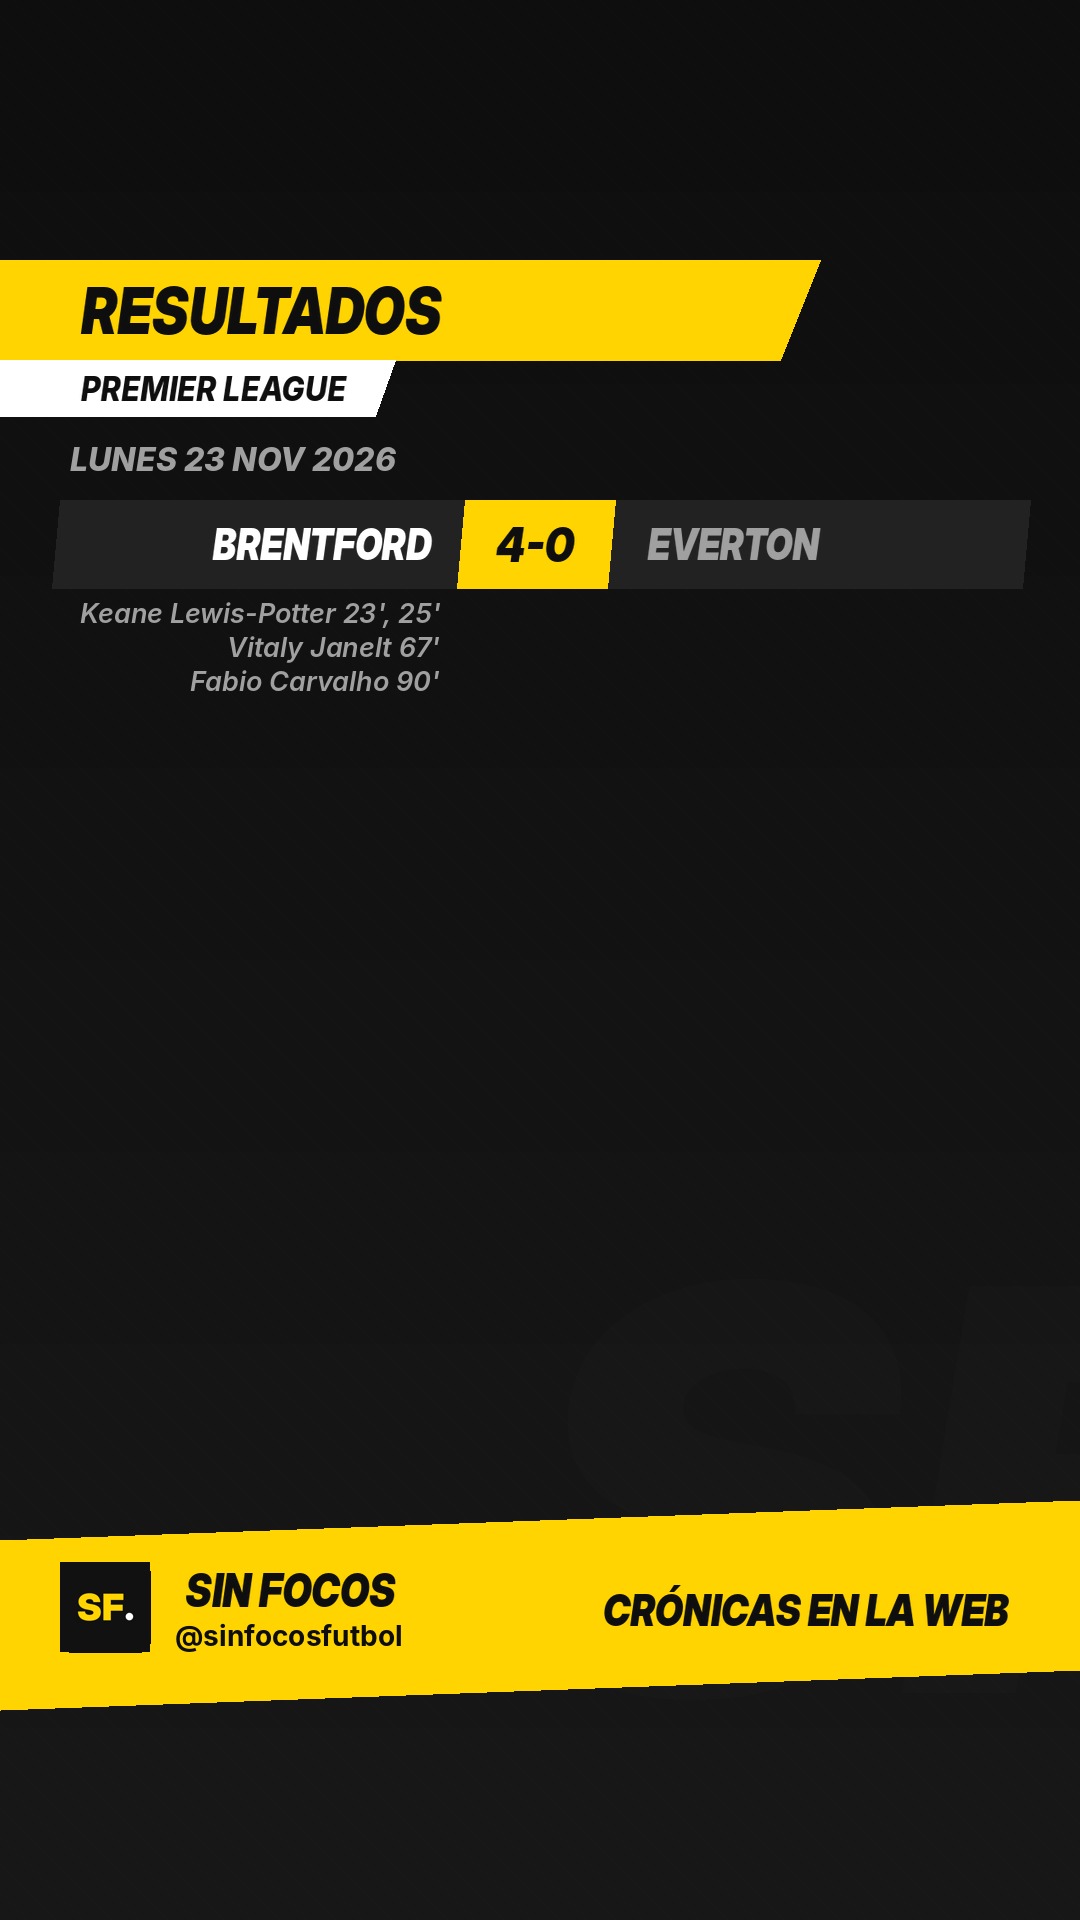 RESULTADOS
PREMIER LEAGUE
LUNES 23 NOV 2026
BRENTFORD 4-0 EVERTON
Keane Lewis-Potter 23', 25'
Vitaly Janelt 67'
Fabio Carvalho 90'
SF
SF.
SIN FOCOS
@sinfocosfutbol
CRÓNICAS EN LA WEB